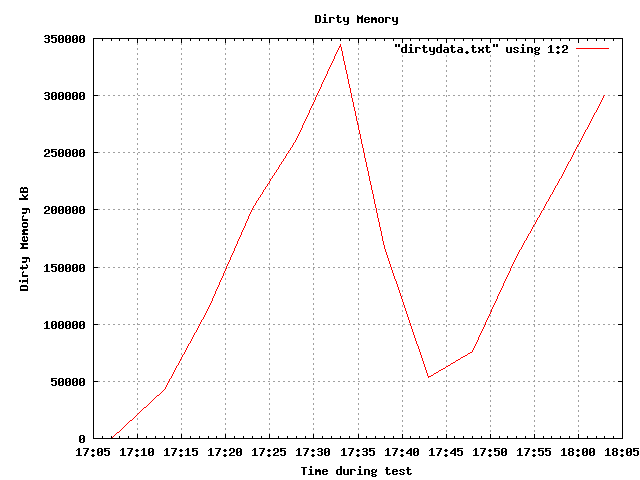 Dirty Memory
"dirtydata.txt" using 1:2
350000
300000
250000
200000
150000
100000
50000
0
Dirty Memory kB
17:05 17:10 17:15 17:20 17:25 17:30 17:35 17:40 17:45 17:50 17:55 18:00 18:05
Time during test